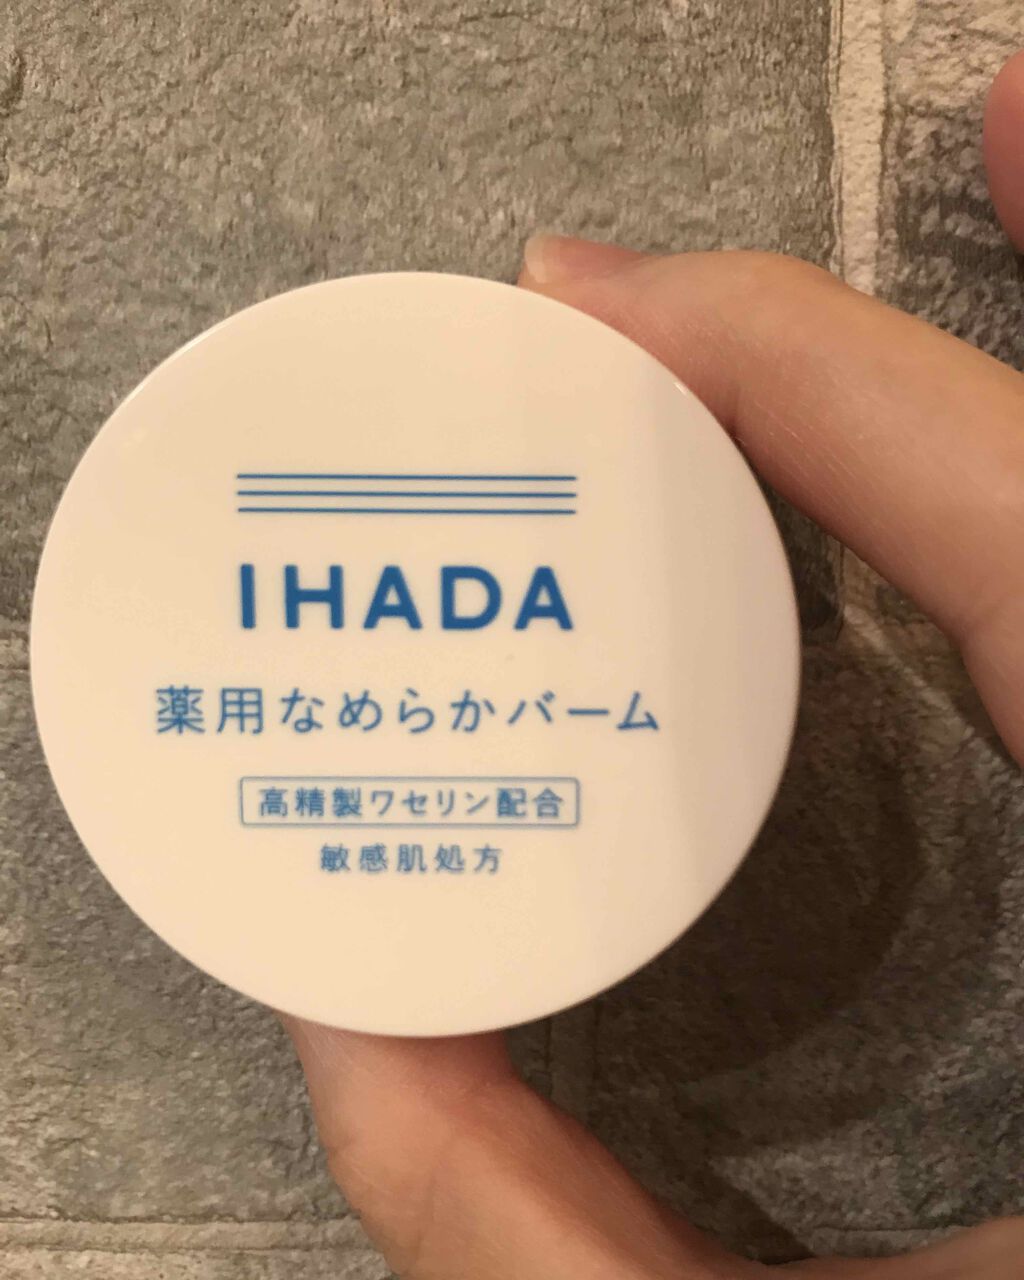 IHADA
薬用なめらかバーム
高精製ワセリン配合
敏感肌処方